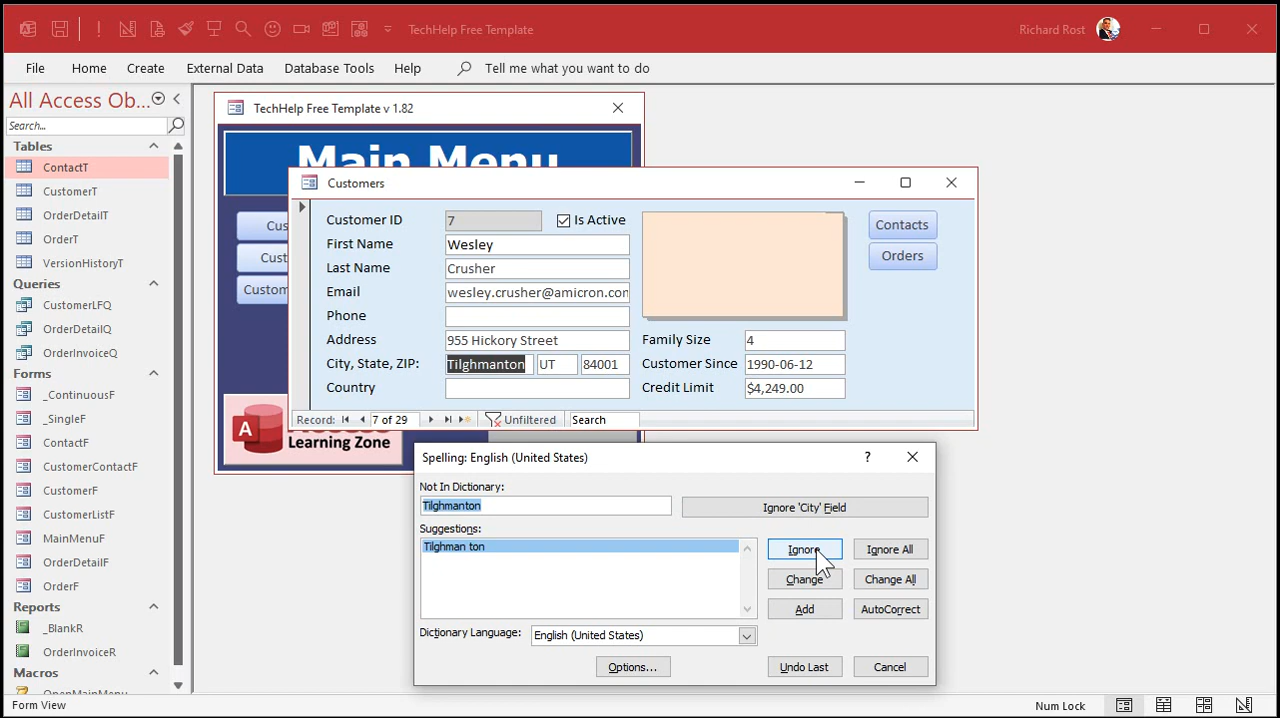 TechHelp Free Template
Richard Rost
File Home Create External Data Database Tools Help Tell me what you want to do
All Access Ob...
Search...
Tables
ContactT
CustomerT
OrderDetailT
OrderT
VersionHistoryT
Queries
CustomerLFQ
OrderDetailQ
OrderInvoiceQ
Forms
_ContinuousF
_SingleF
ContactF
CustomerContactF
CustomerF
CustomerListF
MainMenuF
OrderDetailF
OrderF
Reports
_BlankR
OrderInvoiceR
Macros
OpenMainMenu
TechHelp Free Template v 1.82
Main Menu
Cus
Cust
Custom
A
Learning Zone
Customers
Customer ID 7 Is Active
First Name Wesley
Last Name Crusher
Email wesley.crusher@amicron.con
Phone
Address 955 Hickory Street
City, State, ZIP: Tilghmanton UT 84001
Country
Contacts
Orders
Family Size 4
Customer Since 1990-06-12
Credit Limit $4,249.00
Record: 7 of 29 Unfiltered Search
Spelling: English (United States)
Not In Dictionary:
Tilghmanton
Ignore 'City' Field
Suggestions:
Tilghman ton
Ignore Ignore All
Change Change All
Add AutoCorrect
Dictionary Language: English (United States)
Options... Undo Last Cancel
Form View
Num Lock